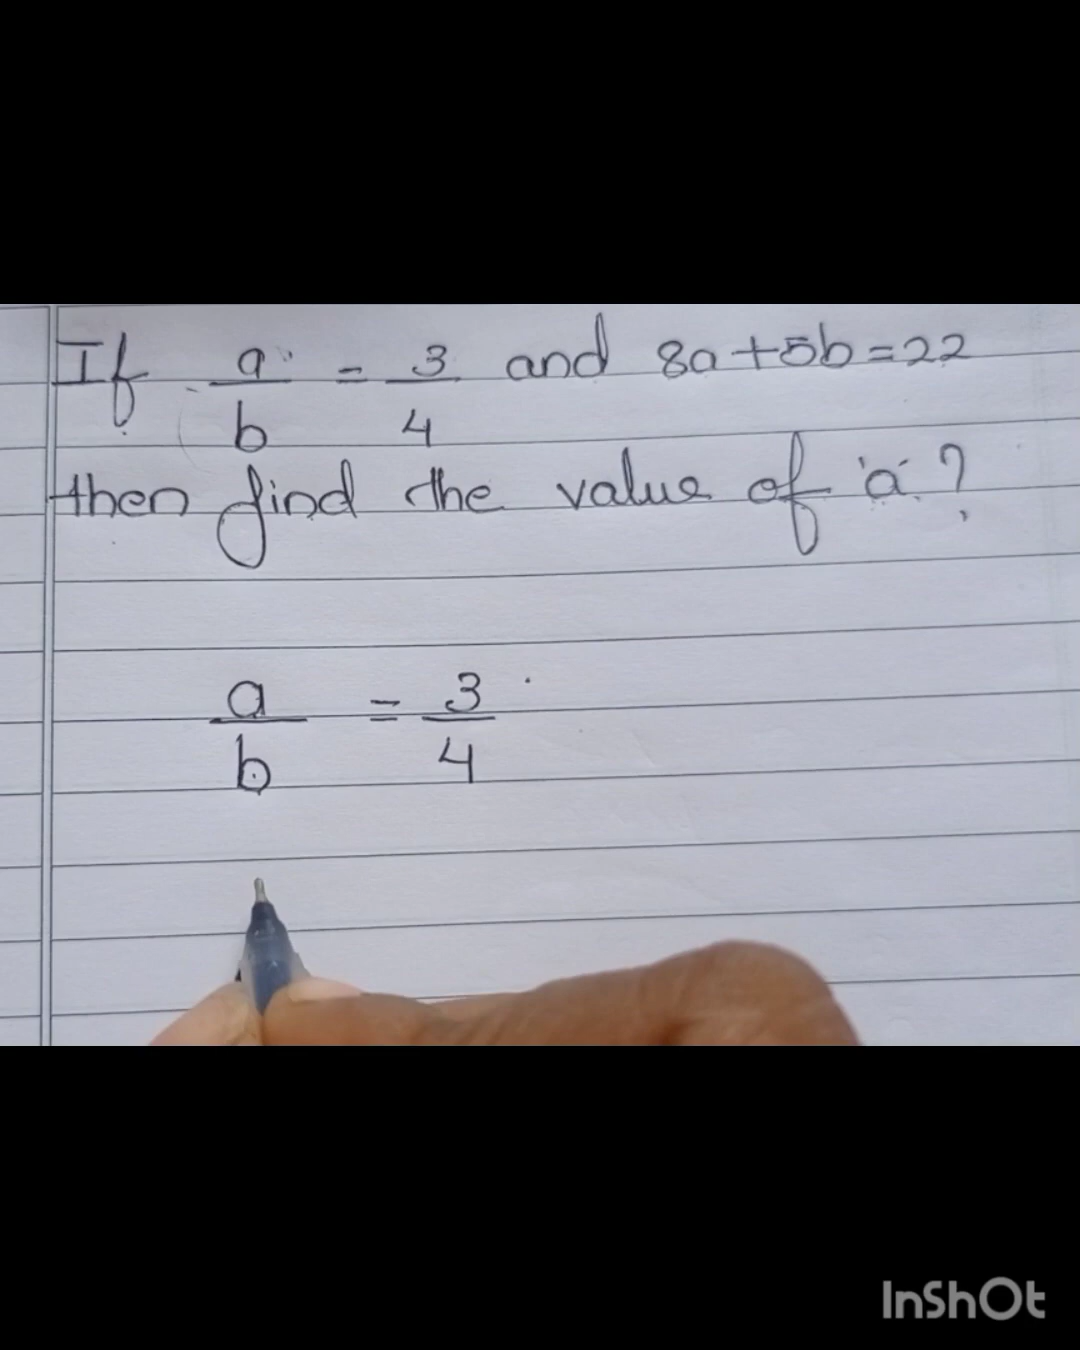 If a/b = 3/4 and 8a+5b=22
then find the value of 'a'?
a/b = 3/4
InShOt